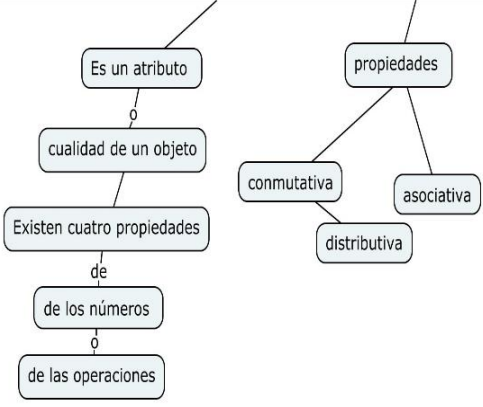 Es un atributo
o
cualidad de un objeto
Existen cuatro propiedades
de
de los números
o
de las operaciones
propiedades
conmutativa
asociativa
distributiva